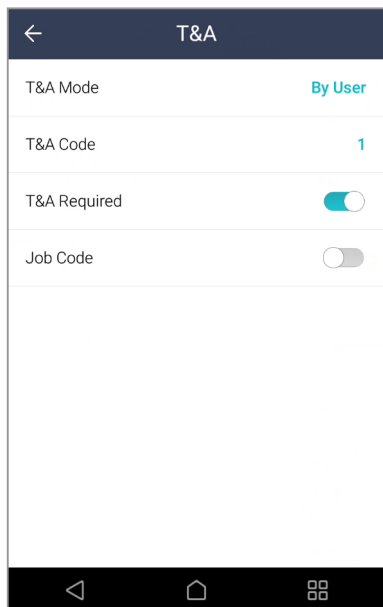 T&A
T&A Mode By User
T&A Code 1
T&A Required
Job Code